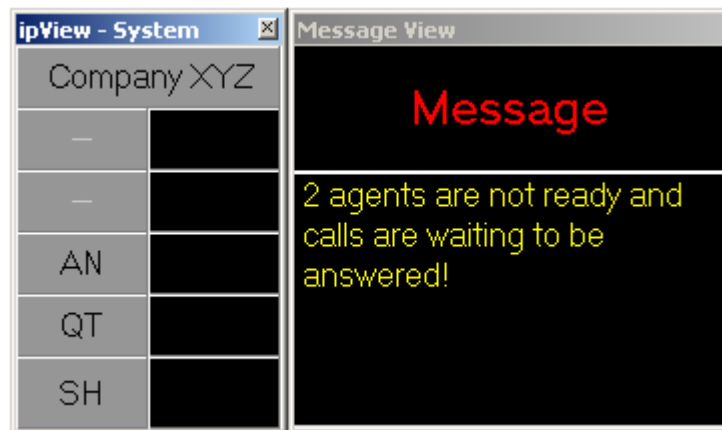 ipView - System
Message View
Company XYZ
Message
—
—
2 agents are not ready and
calls are waiting to be
answered!
AN
QT
SH